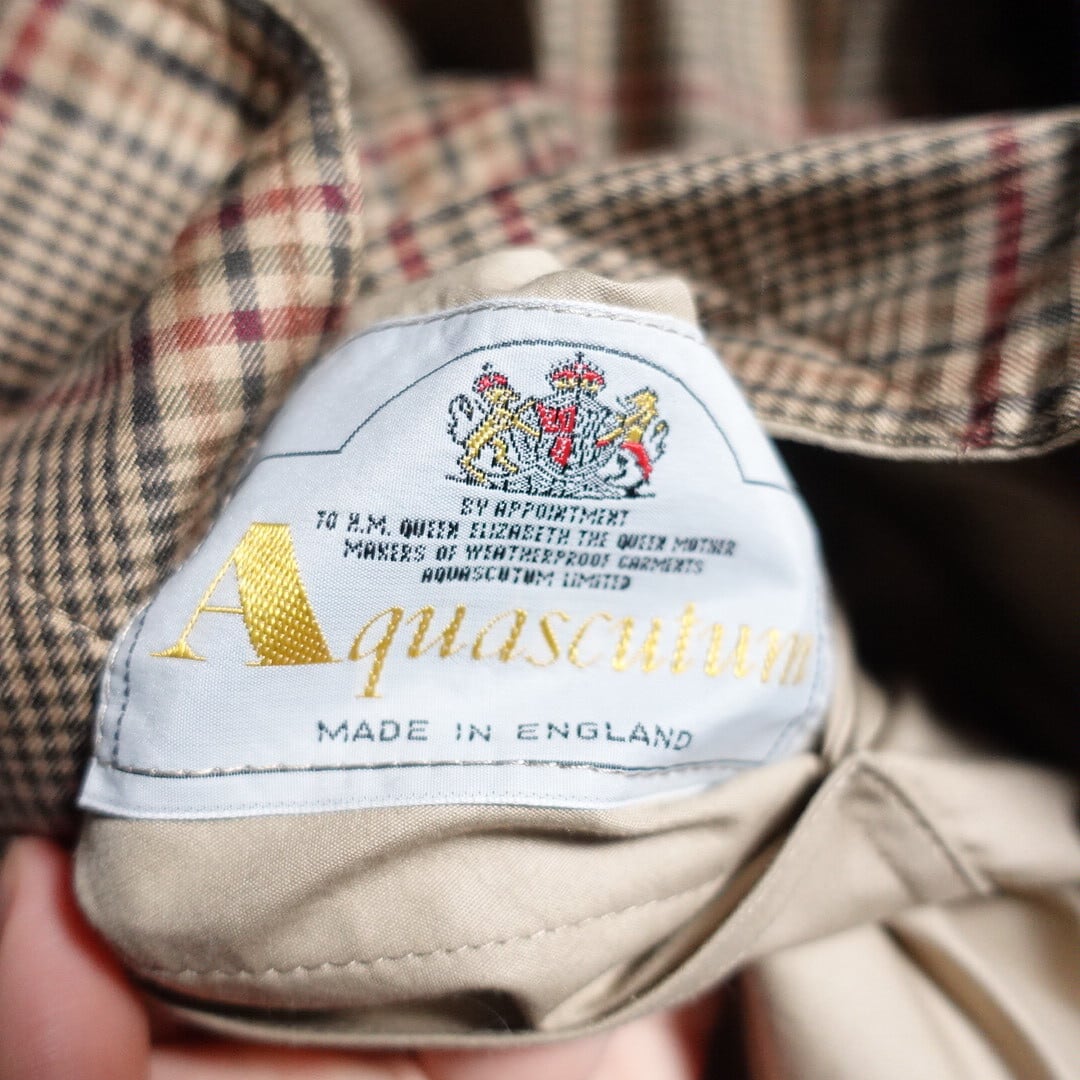 BY APPOINTMENT
TO H.M. QUEEN ELIZABETH THE QUEEN MOTHER
MAKERS OF WEATHERPROOF GARMENTS
AQUASCUTUM LIMITED
Aquascutum
MADE IN ENGLAND